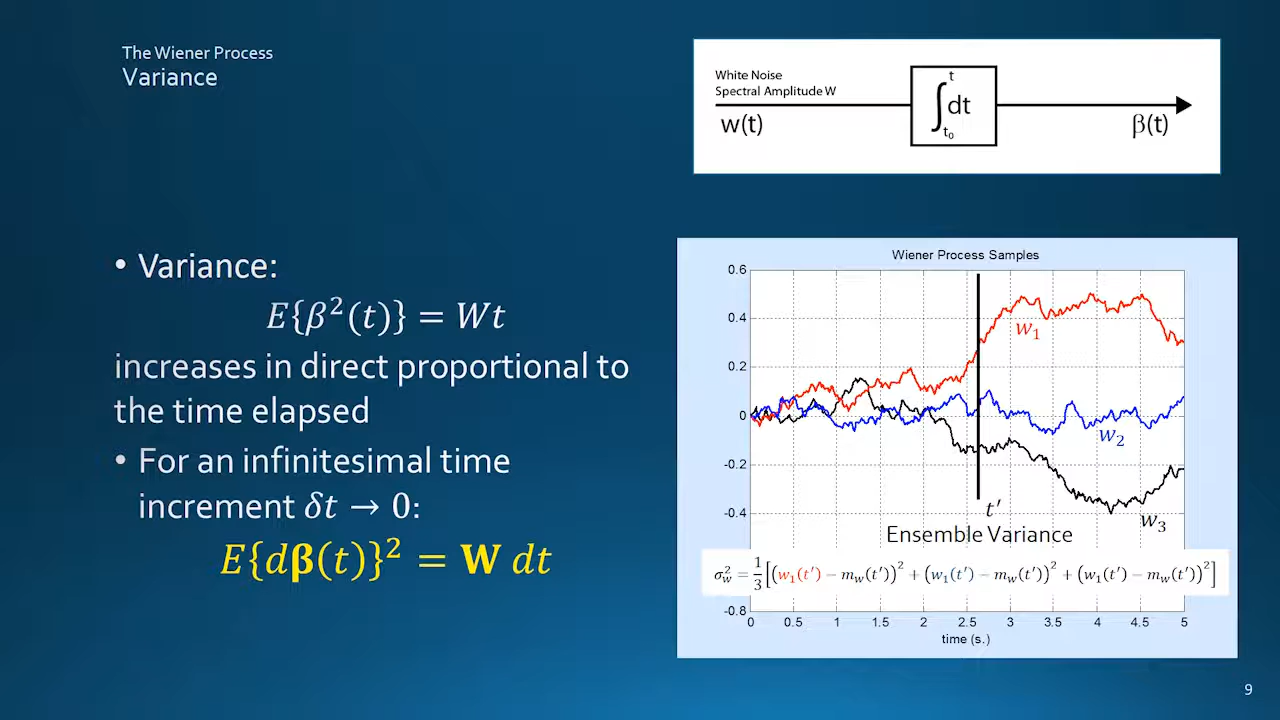 The Wiener Process
Variance
White Noise
Spectral Amplitude W
w(t)
t
∫dt
t₀
β(t)
• Variance:
E{β²(t)} = Wt
increases in direct proportional to
the time elapsed
• For an infinitesimal time
increment δt → 0:
E{dβ(t)}² = W dt
Wiener Process Samples
0.6
0.4
0.2
0
-0.2
-0.4
-0.8
w₁
w₂
w₃
t′
Ensemble Variance
σ²_w = 1/3 [(w₁(t′) − m_w(t′))² + (w₁(t′) − m_w(t′))² + (w₁(t′) − m_w(t′))²]
0 0.5 1 1.5 2 2.5 3 3.5 4 4.5 5
time (s.)
9